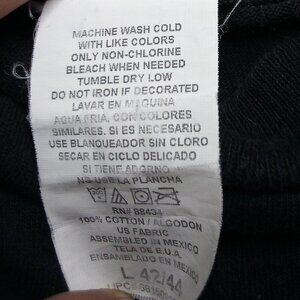 MACHINE WASH COLD
WITH LIKE COLORS
ONLY NON-CHLORINE
BLEACH WHEN NEEDED
TUMBLE DRY LOW
DO NOT IRON IF DECORATED
LAVAR EN MAQUINA
AGUA FRIA, CON COLORES
SIMILARES. SI ES NECESARIO
USE BLANQUEADOR SIN CLORO
SECAR EN CICLO DELICADO
SI TIENE ADORNO
NO USE LA PLANCHA
RN# 88434
100% COTTON / ALGODON
US FABRIC
ASSEMBLED IN MEXICO
TELA DE E.U.A.
ENSAMBLADO EN MEXICO
L 42/44
UPC#